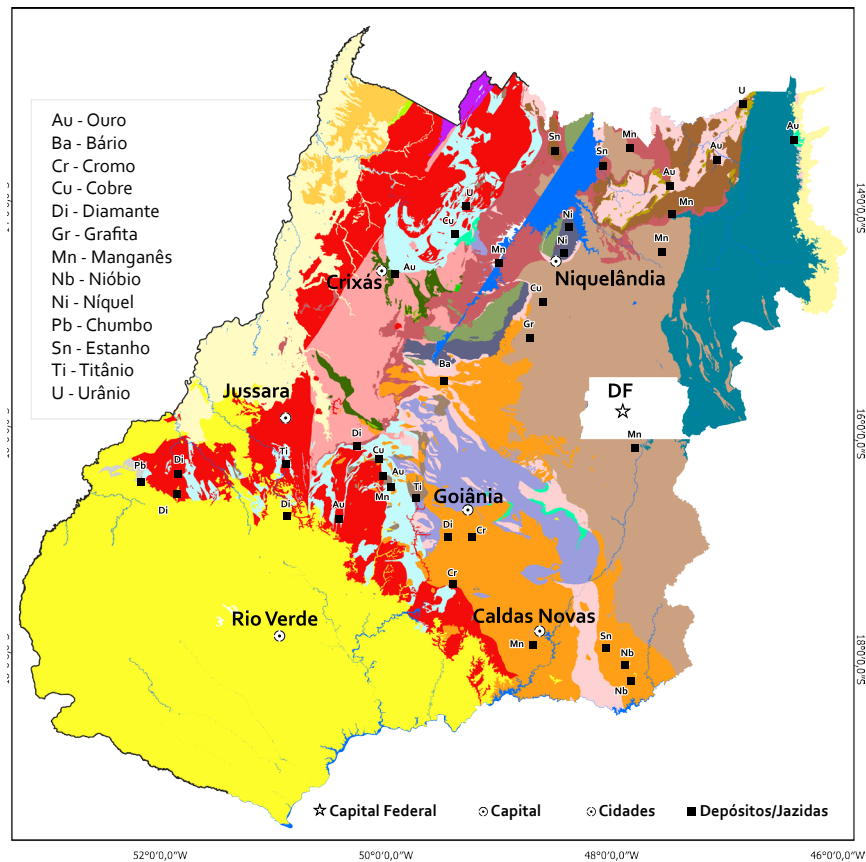 Au - Ouro
Ba - Bário
Cr - Cromo
Cu - Cobre
Di - Diamante
Gr - Grafita
Mn - Manganês
Nb - Nióbio
Ni - Níquel
Pb - Chumbo
Sn - Estanho
Ti - Titânio
U - Urânio
U
Sn
Mn
Sn
Au
Au
Au
U
Cu
Mn
Ni
Ni
Mn
Mn
14°0'0,0"S
Crixás
Au
Niquelândia
Cu
Gr
Ba
Jussara
DF
16°0'0,0"S
Di
Mn
Pb
Di
Ti
Cu
Au
Mn
Ti
Goiânia
Di
Di
Au
Di
Cr
Cr
Rio Verde
Caldas Novas
Mn
Sn
Nb
Nb
18°0'0,0"S
Capital Federal
Capital
Cidades
Depósitos/Jazidas
52°0'0,0"W
50°0'0,0"W
48°0'0,0"W
46°0'0,0"W